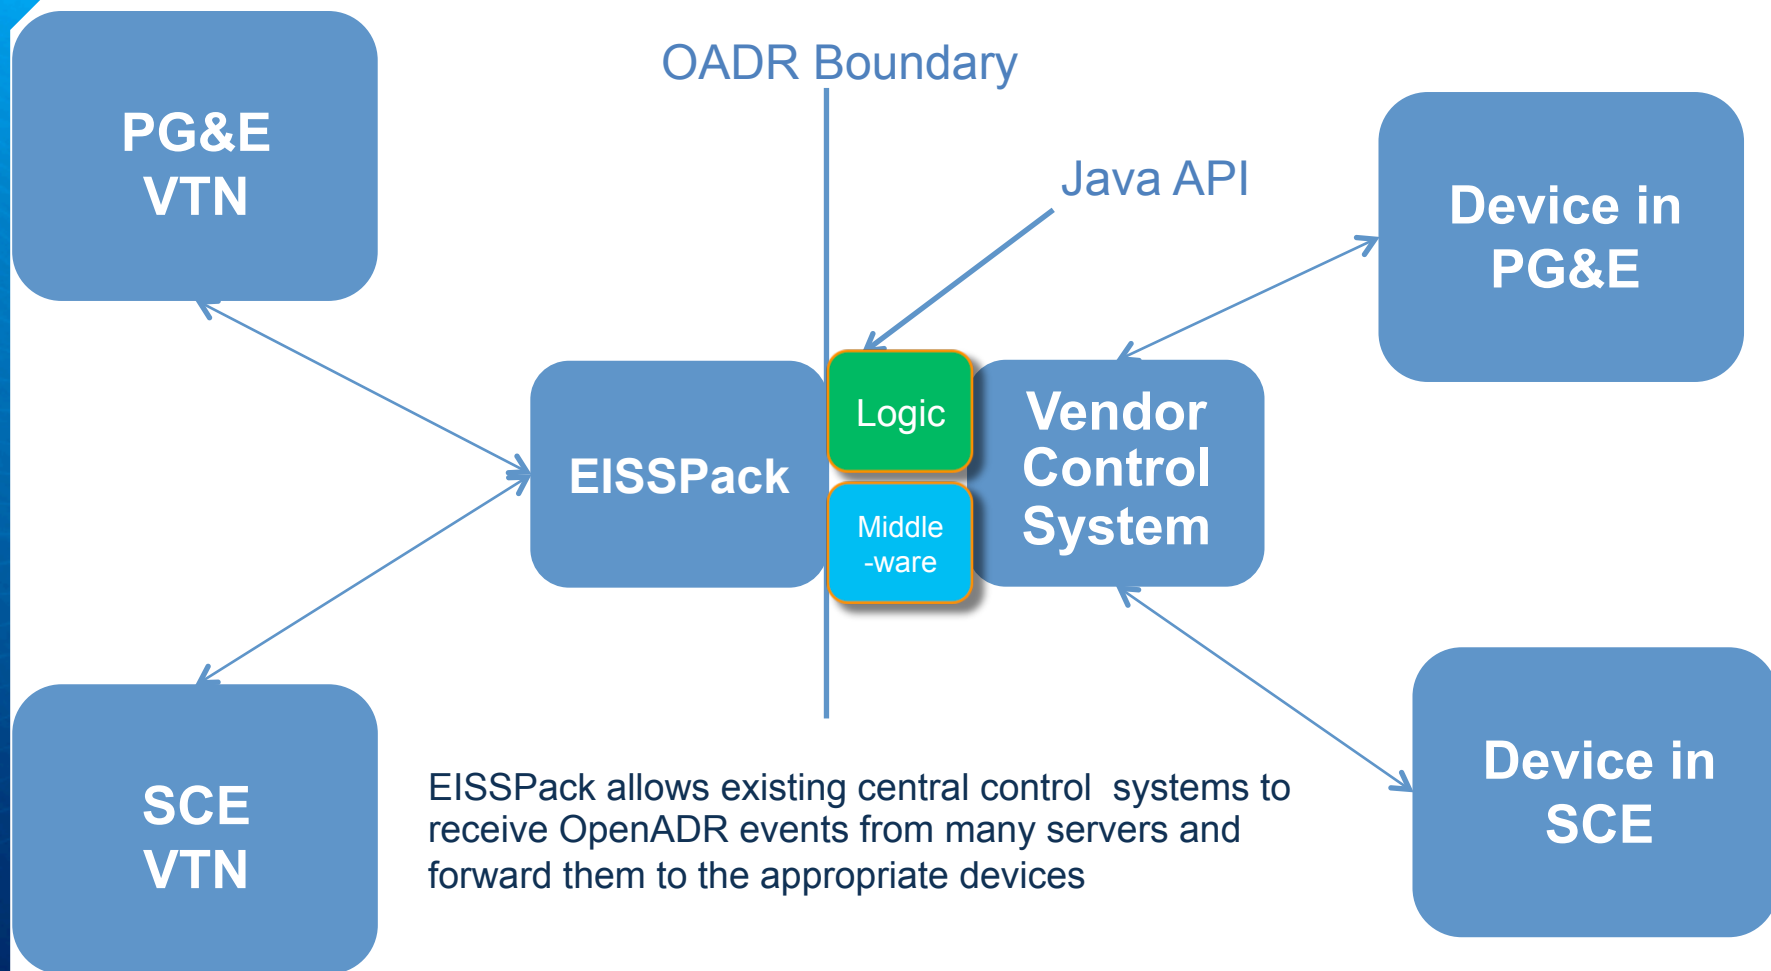 PG&E
VTN
OADR Boundary
Java API
Device in
PG&E
Logic
EISSPack
Middle
-ware
Vendor
Control
System
SCE
VTN
EISSPack allows existing central control  systems to
receive OpenADR events from many servers and
forward them to the appropriate devices
Device in
SCE